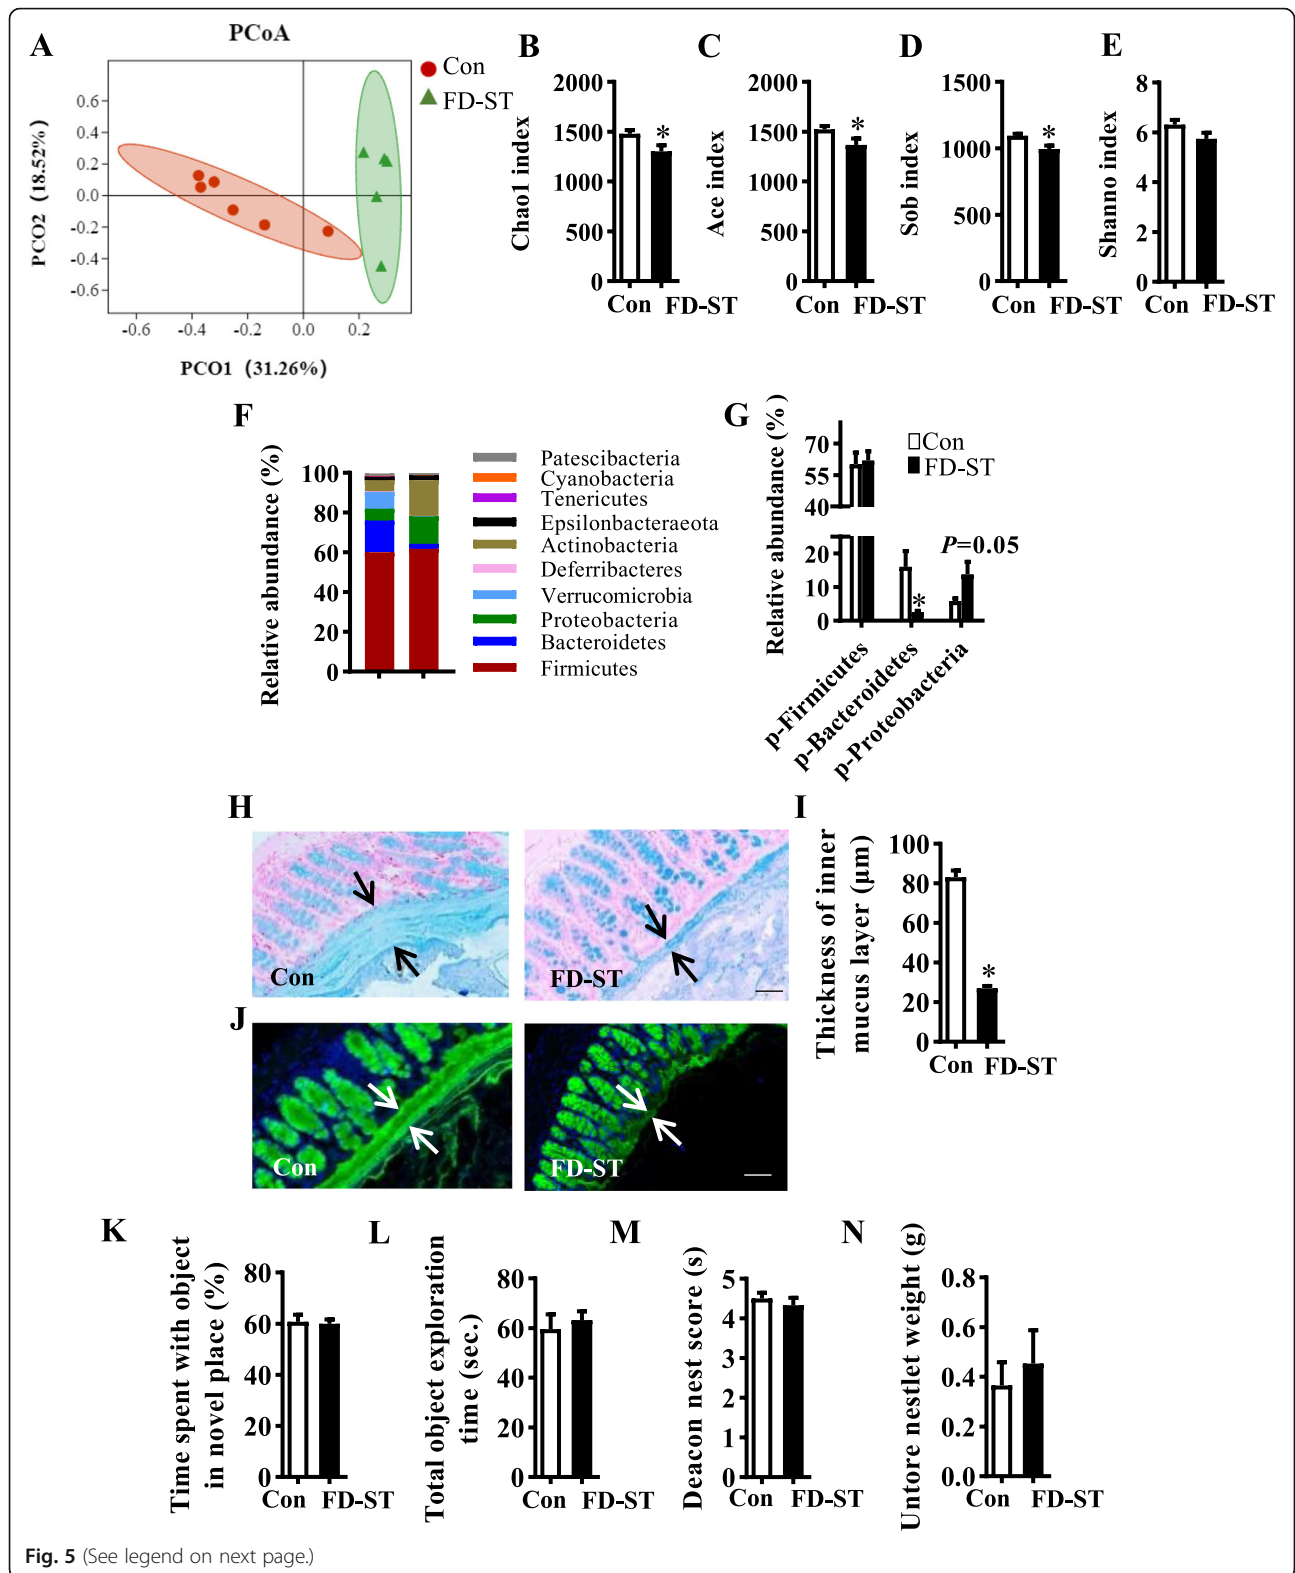 A
PCoA
Con
FD-ST
PCO2 (18.52%)
0.6
0.4
0.2
0.0
-0.2
-0.4
-0.6
-0.6
-0.4
-0.2
0.0
0.2
PCO1 (31.26%)
B
Chao1 index
2000
1500
1000
500
0
*
Con
FD-ST
C
Ace index
2000
1500
1000
500
0
*
Con
FD-ST
D
Sob index
1500
1000
500
0
*
Con
FD-ST
E
Shanno index
8
6
4
2
0
Con
FD-ST
F
Relative abundance (%)
100
80
60
40
20
0
Patescibacteria
Cyanobacteria
Tenericutes
Epsilonbacteraeota
Actinobacteria
Deferribacteres
Verrucomicrobia
Proteobacteria
Bacteroidetes
Firmicutes
G
Relative abundance (%)
70
55
40
20
10
0
Con
FD-ST
*
P=0.05
p-Firmicutes
p-Bacteroidetes
p-Proteobacteria
H
Con
FD-ST
I
Thickness of inner
mucus layer (μm)
100
80
60
40
20
0
*
Con
FD-ST
J
Con
FD-ST
K
Time spent with object
in novel place (%)
80
60
40
20
0
Con
FD-ST
L
Total object exploration
time (sec.)
80
60
40
20
0
Con
FD-ST
M
Deacon nest score (s)
5
4
3
2
1
0
Con
FD-ST
N
Untore nestlet weight (g)
0.8
0.6
0.4
0.2
0.0
Con
FD-ST
Fig. 5 (See legend on next page.)